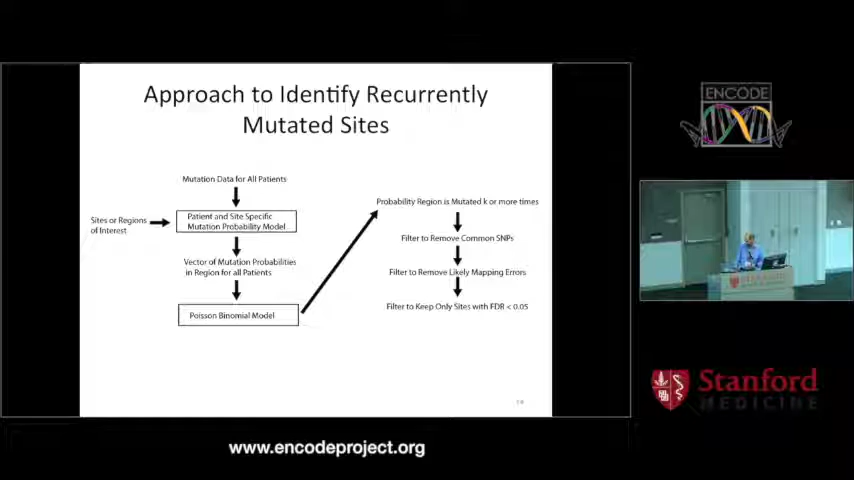 Approach to Identify Recurrently
Mutated Sites
Mutation Data for All Patients
Sites or Regions
of Interest
Patient and Site Specific
Mutation Probability Model
Vector of Mutation Probabilities
in Region for all Patients
Poisson Binomial Model
Probability Region is Mutated k or more times
Filter to Remove Common SNPs
Filter to Remove Likely Mapping Errors
Filter to Keep Only Sites with FDR < 0.05
ENCODE
STANFORD
Stanford
MEDICINE
www.encodeproject.org